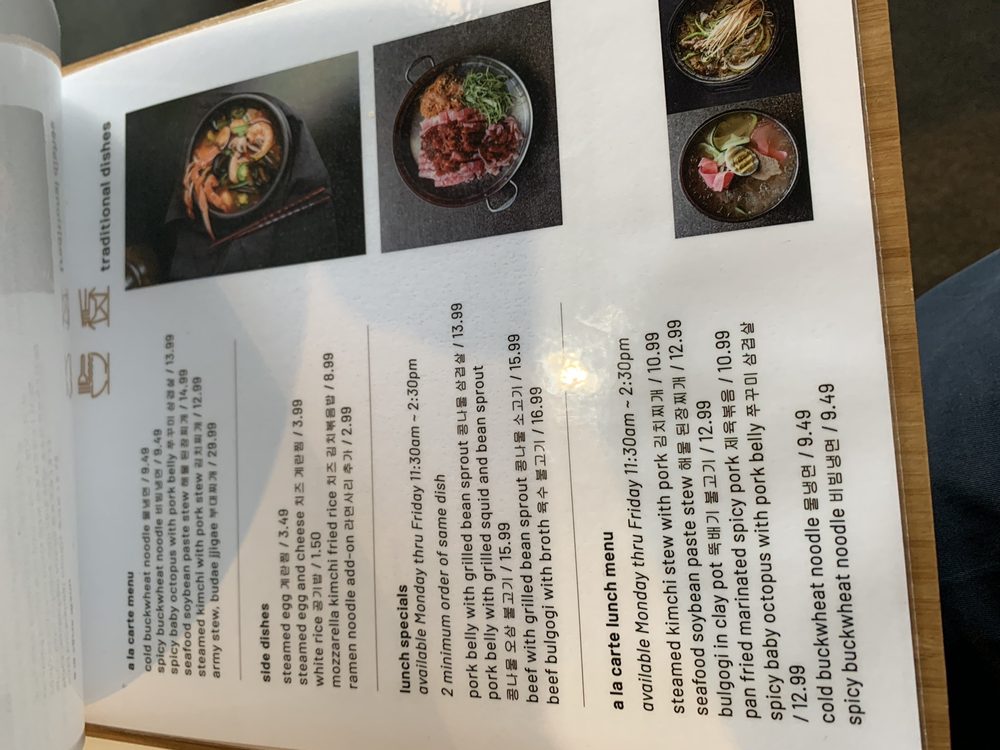 traditional dishes
a la carte menu
cold buckwheat noodle 물냉면 / 9.49
spicy buckwheat noodle 비빔냉면 / 9.49
spicy baby octopus with pork belly 쭈꾸미 삼겹살 / 13.99
seafood soybean paste stew 해물 된장찌개 / 14.99
steamed kimchi with pork stew 김치찌개 / 12.99
army stew, budae jjigae 부대찌개 / 29.99
side dishes
steamed egg 계란찜 / 3.49
steamed egg and cheese 치즈 계란찜 / 3.99
white rice 공기밥 / 1.50
mozzarella kimchi fried rice 치즈 김치볶음밥 / 8.99
ramen noodle add-on 라면사리 추가 / 2.99
lunch specials
available Monday thru Friday 11:30am ~ 2:30pm
2 minimum order of same dish
pork belly with grilled bean sprout 콩나물 삼겹살 / 13.99
pork belly with grilled squid and bean sprout
콩나물 오삼 불고기 / 15.99
beef with grilled bean sprout 콩나물 소고기 / 15.99
beef bulgogi with broth 육수 불고기 / 16.99
a la carte lunch menu
available Monday thru Friday 11:30am ~ 2:30pm
steamed kimchi stew with pork 김치찌개 / 10.99
seafood soybean paste stew 해물 된장찌개 / 12.99
bulgogi in clay pot 뚝배기 불고기 / 12.99
pan fried marinated spicy pork 제육볶음 / 10.99
spicy baby octopus with pork belly 쭈꾸미 삼겹살
/ 12.99
cold buckwheat noodle 물냉면 / 9.49
spicy buckwheat noodle 비빔냉면 / 9.49